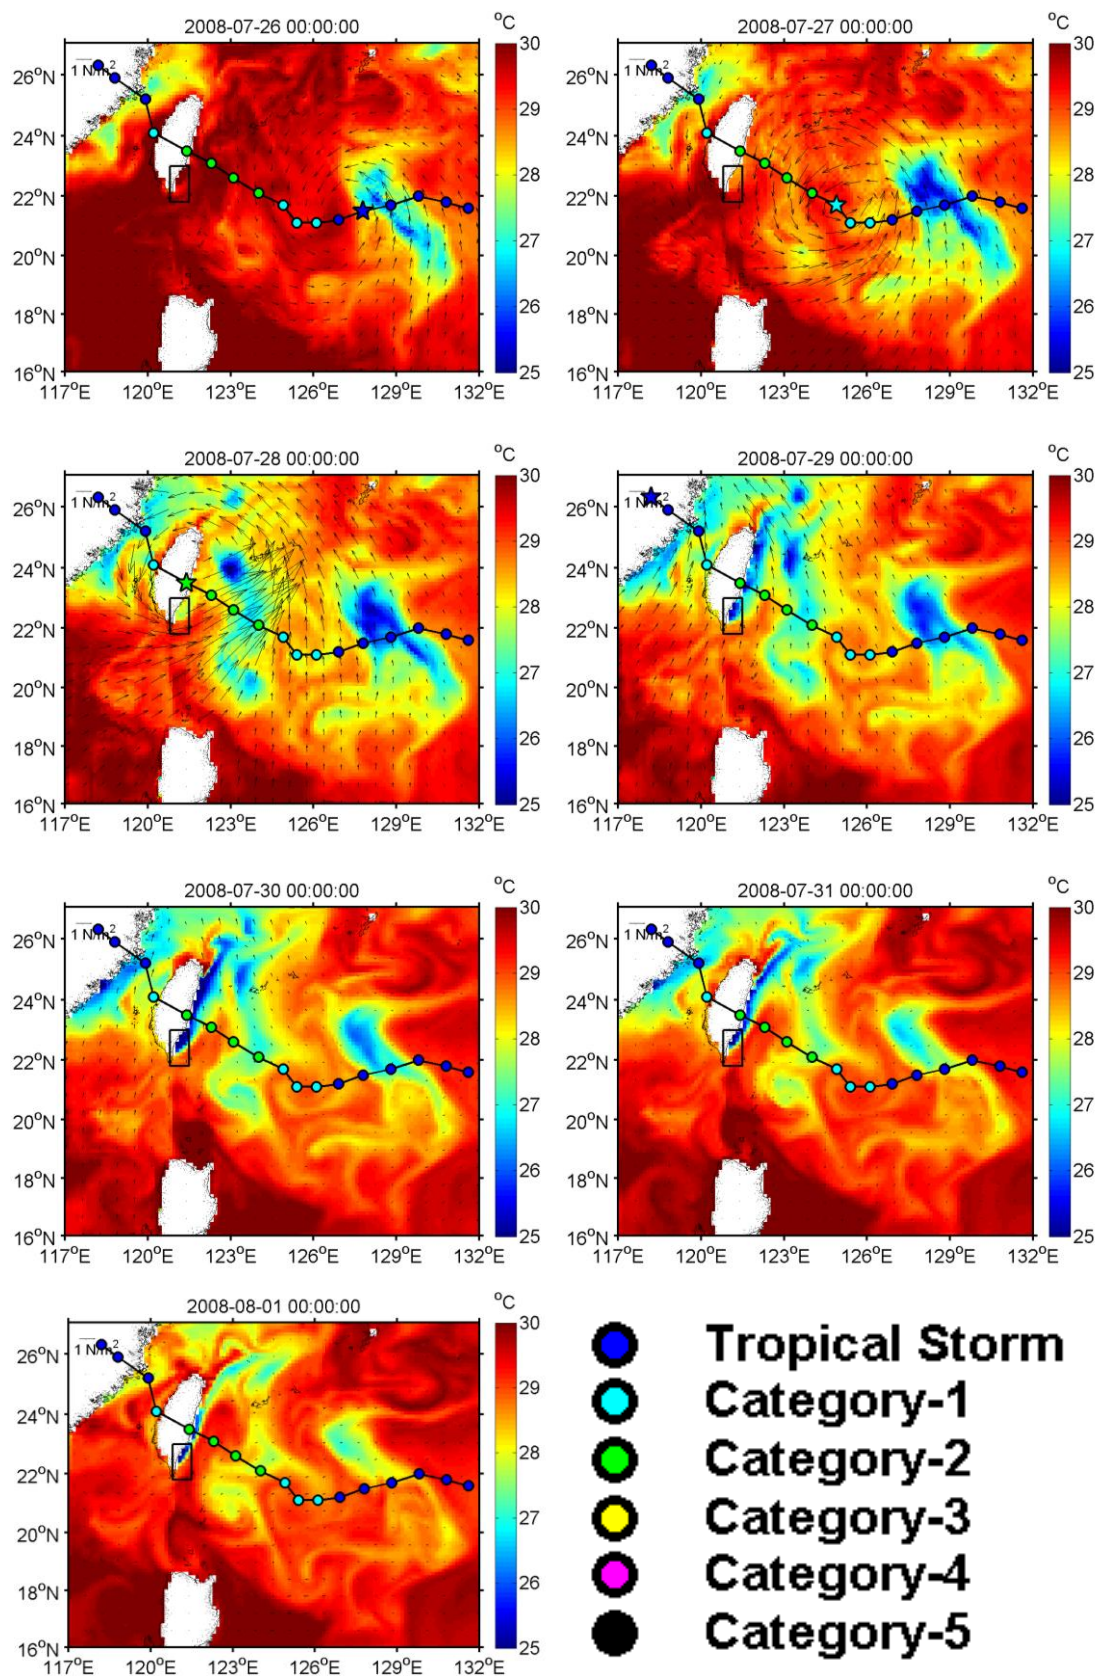 2008-07-26 00:00:00
°C
1 N/m²
26°N
24°N
22°N
20°N
18°N
16°N
117°E 120°E 123°E 126°E 129°E 132°E
30
29
28
27
26
25
2008-07-27 00:00:00
°C
1 N/m²
26°N
24°N
22°N
20°N
18°N
16°N
117°E 120°E 123°E 126°E 129°E 132°E
30
29
28
27
26
25
2008-07-28 00:00:00
°C
1 N/m²
26°N
24°N
22°N
20°N
18°N
16°N
117°E 120°E 123°E 126°E 129°E 132°E
30
29
28
27
26
25
2008-07-29 00:00:00
°C
1 N/m²
26°N
24°N
22°N
20°N
18°N
16°N
117°E 120°E 123°E 126°E 129°E 132°E
30
29
28
27
26
25
2008-07-30 00:00:00
°C
1 N/m²
26°N
24°N
22°N
20°N
18°N
16°N
117°E 120°E 123°E 126°E 129°E 132°E
30
29
28
27
26
25
2008-07-31 00:00:00
°C
1 N/m²
26°N
24°N
22°N
20°N
18°N
16°N
117°E 120°E 123°E 126°E 129°E 132°E
30
29
28
27
26
25
2008-08-01 00:00:00
°C
1 N/m²
26°N
24°N
22°N
20°N
18°N
16°N
117°E 120°E 123°E 126°E 129°E 132°E
30
29
28
27
26
25
Tropical Storm
Category-1
Category-2
Category-3
Category-4
Category-5